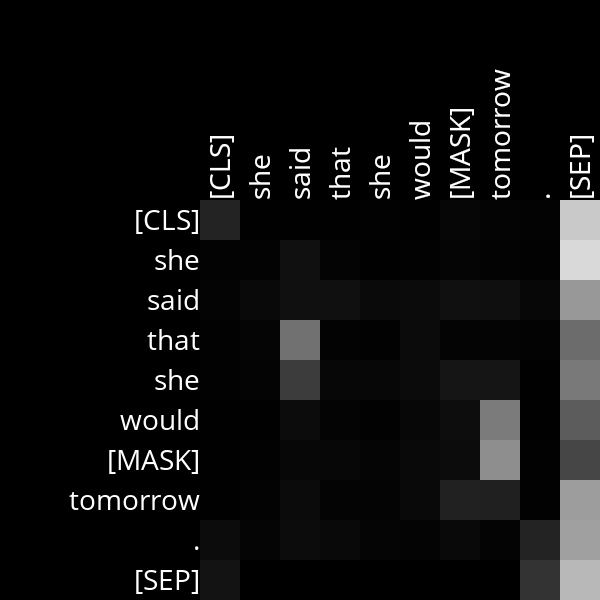 [CLS] she said that she would [MASK] tomorrow . [SEP]
[CLS]
she
said
that
she
would
[MASK]
tomorrow
.
[SEP]